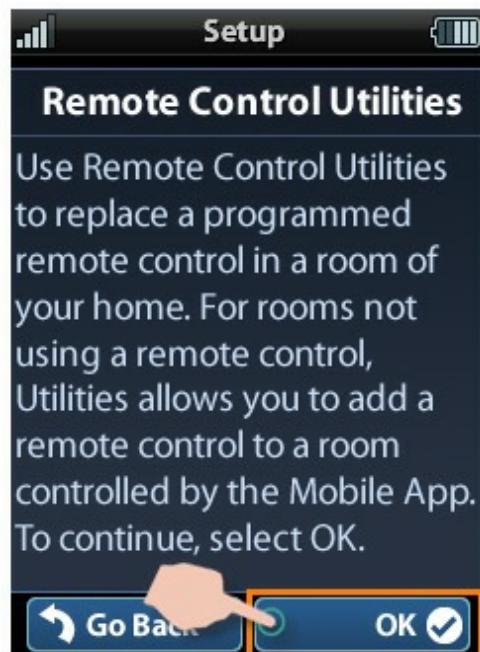 Setup
Remote Control Utilities
Use Remote Control Utilities
to replace a programmed
remote control in a room of
your home. For rooms not
using a remote control,
Utilities allows you to add a
remote control to a room
controlled by the Mobile App.
To continue, select OK.
Go Back OK